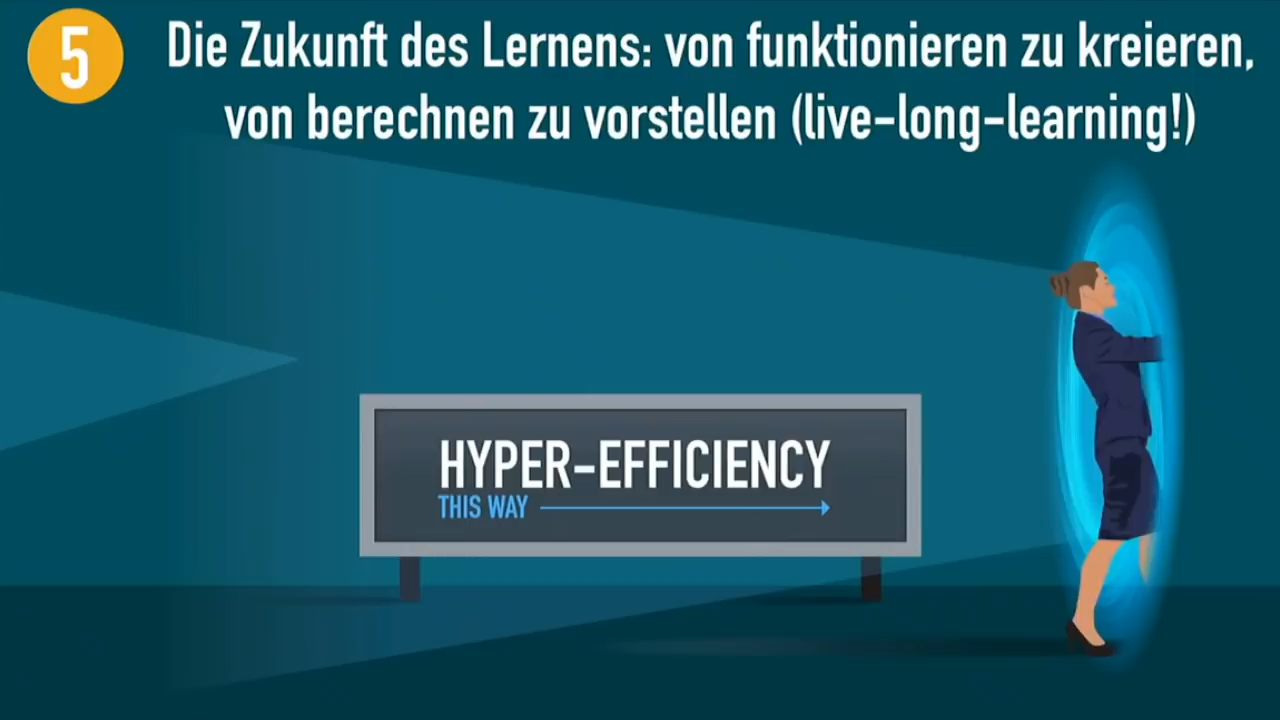 5
Die Zukunft des Lernens: von funktionieren zu kreieren,
von berechnen zu vorstellen (live-long-learning!)
HYPER-EFFICIENCY
THIS WAY